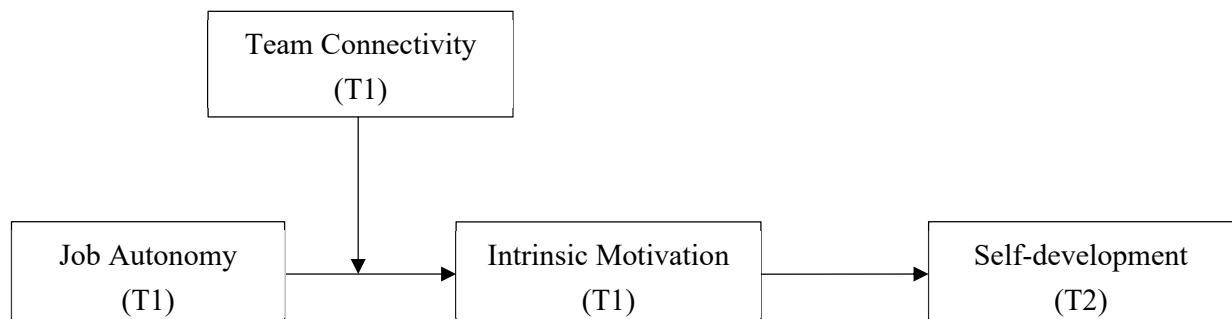 Team Connectivity
(T1)
Job Autonomy
(T1)
Intrinsic Motivation
(T1)
Self-development
(T2)